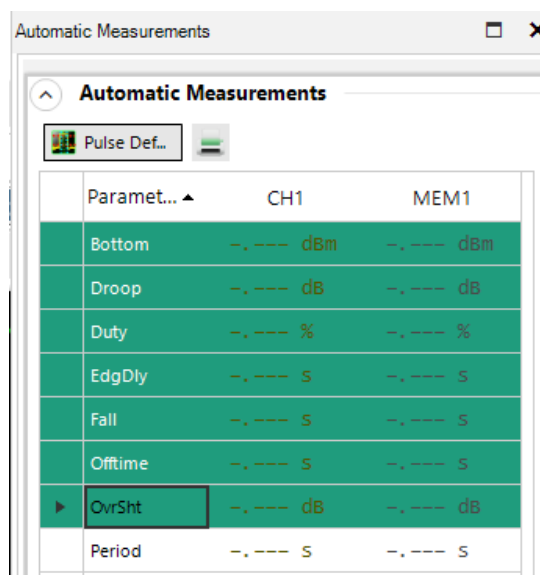 Automatic Measurements
Automatic Measurements
Pulse Def...
Paramet... CH1 MEM1
Bottom -.--- dBm -.--- dBm
Droop -.--- dB -.--- dB
Duty -.--- % -.--- %
EdgDly -.--- s -.--- s
Fall -.--- s -.--- s
Offtime -.--- s -.--- s
OvrSht -.--- dB -.--- dB
Period -.--- s -.--- s